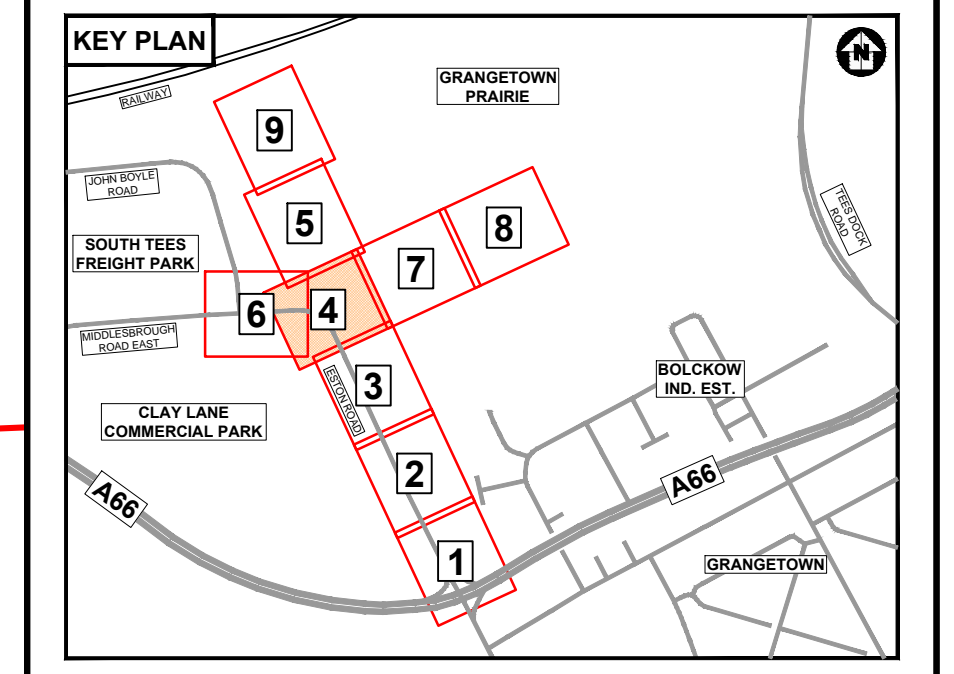 KEY PLAN
N
GRANGETOWN
PRAIRIE
RAILWAY
9
JOHN BOYLE
ROAD
5
8
TEES DOCK
ROAD
SOUTH TEES
FREIGHT PARK
7
6
4
MIDDLESBROUGH
ROAD EAST
3
ESTON ROAD
BOLCKOW
IND. EST.
CLAY LANE
COMMERCIAL PARK
2
A66
A66
1
GRANGETOWN